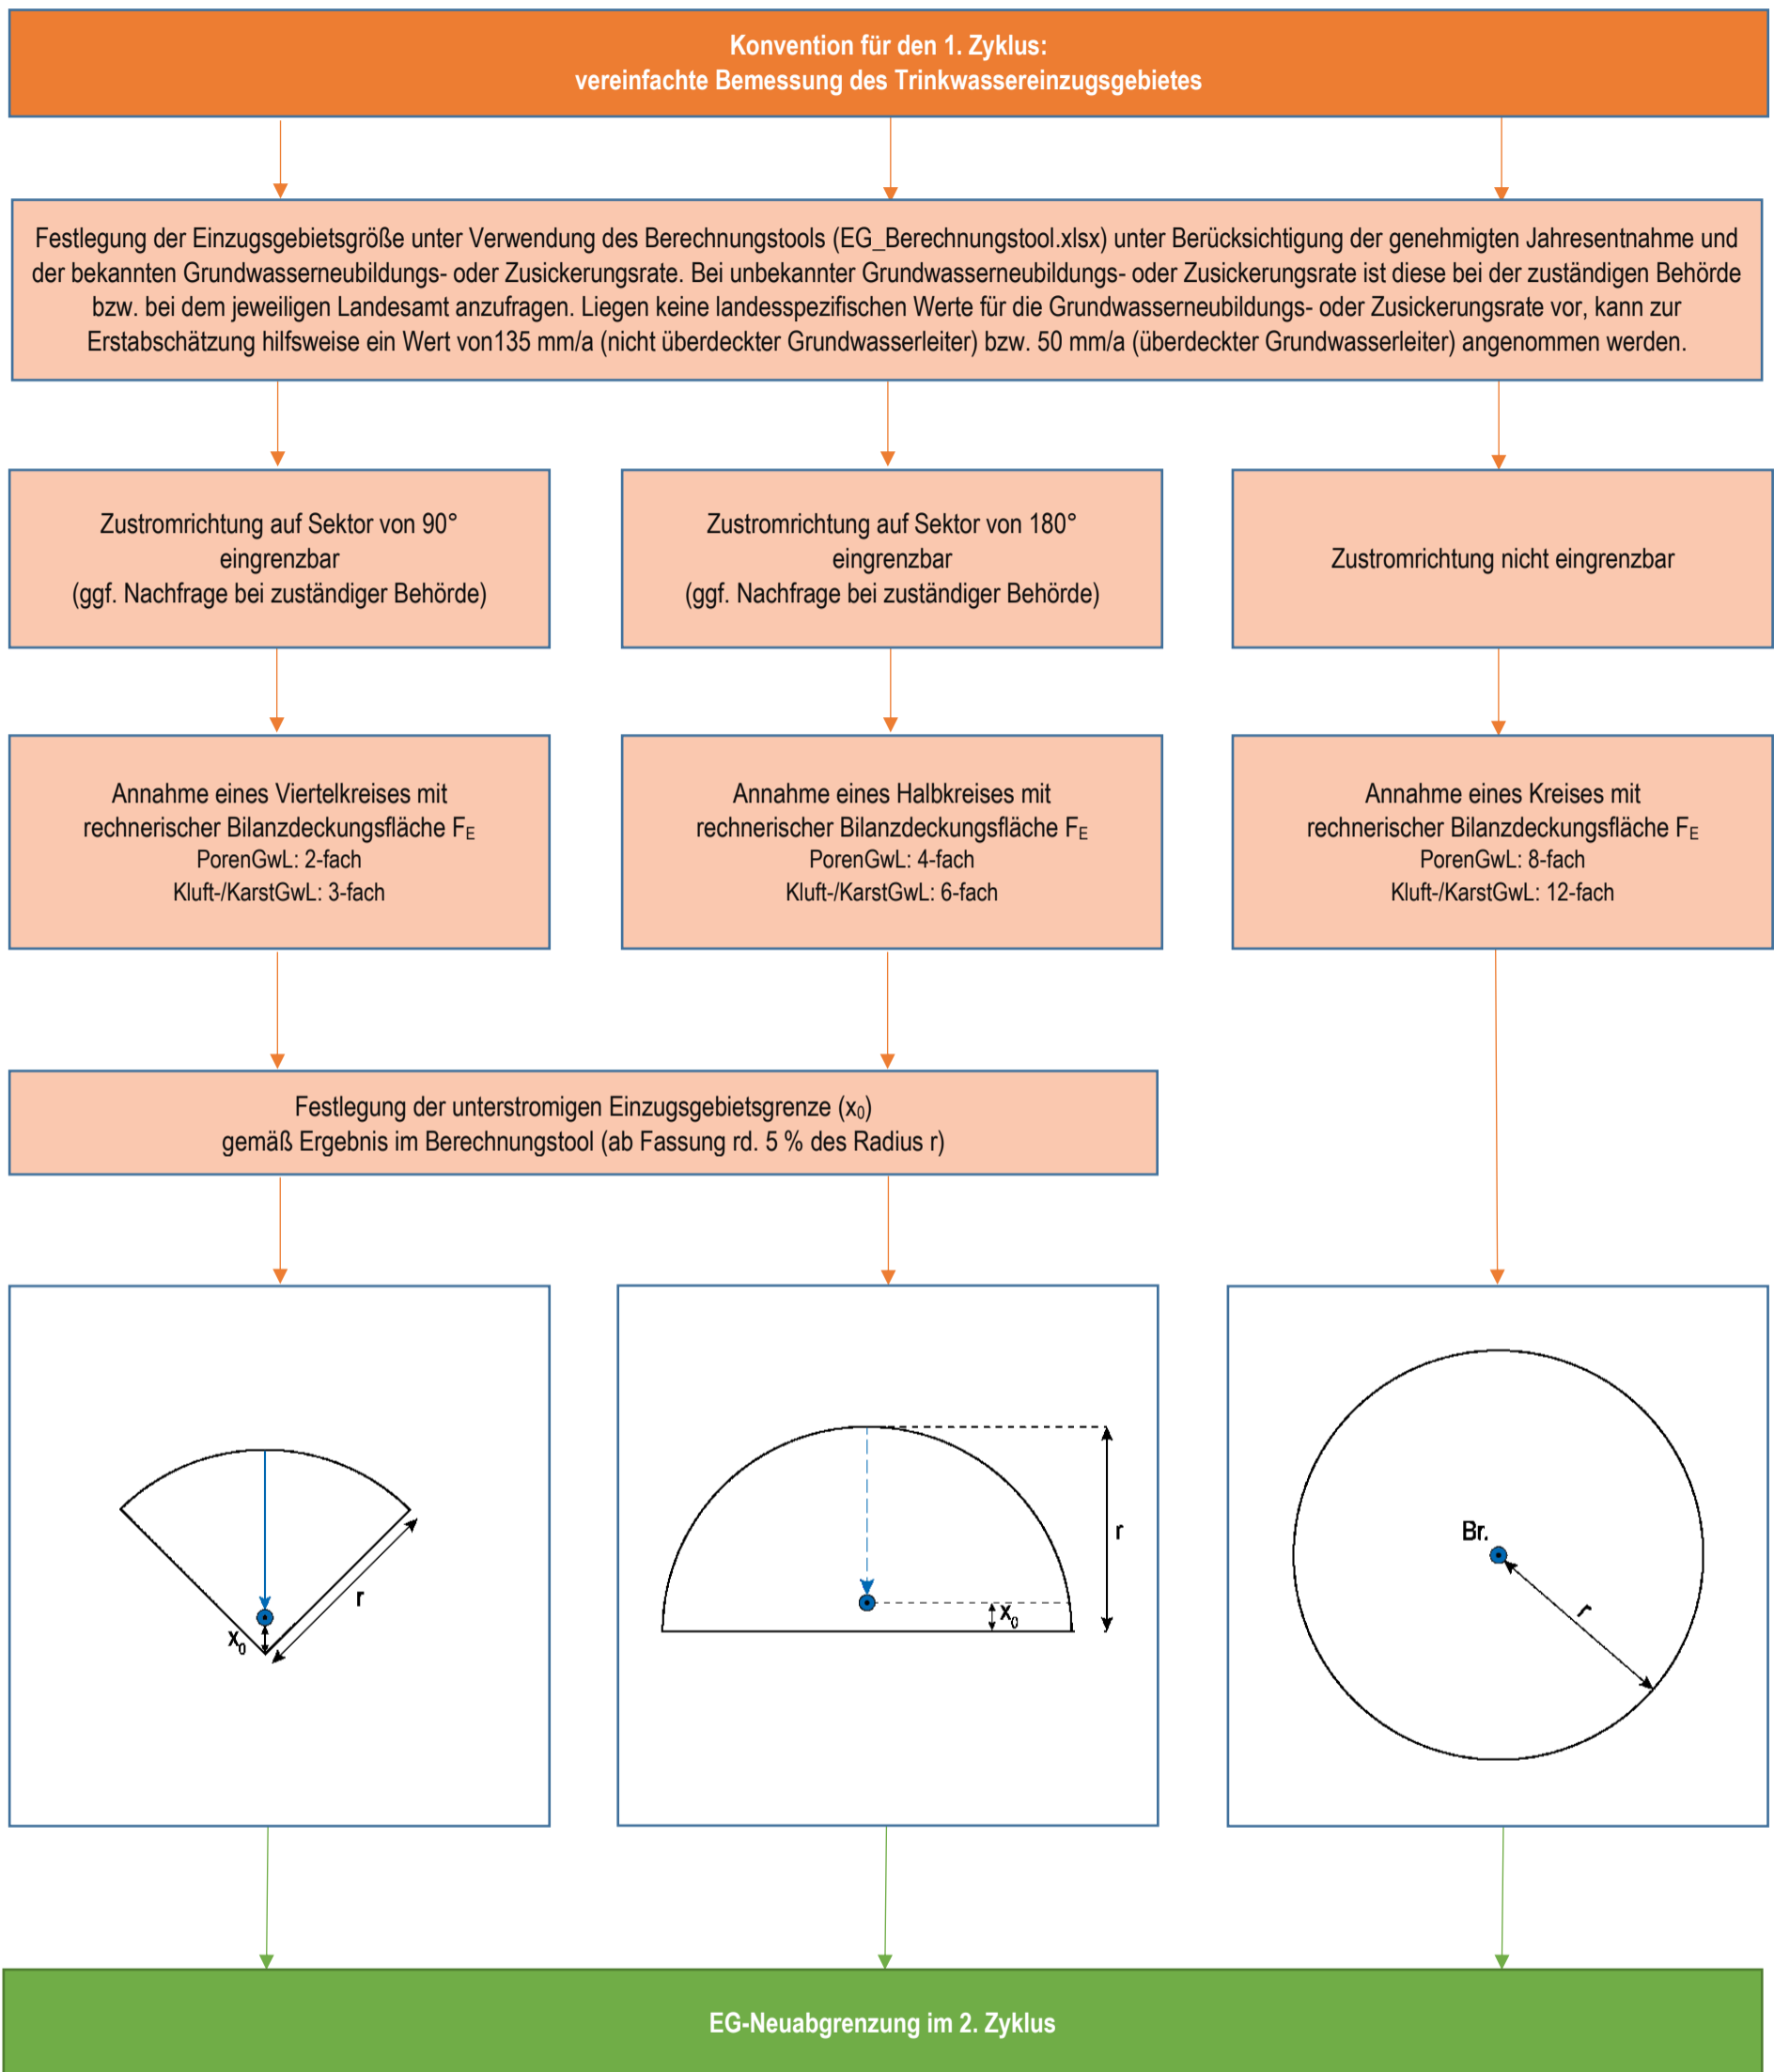 Konvention für den 1. Zyklus:
vereinfachte Bemessung des Trinkwassereinzugsgebietes
Festlegung der Einzugsgebietsgröße unter Verwendung des Berechnungstools (EG_Berechnungstool.xlsx) unter Berücksichtigung der genehmigten Jahresentnahme und
der bekannten Grundwasserneubildungs- oder Zusickerungsrate. Bei unbekannter Grundwasserneubildungs- oder Zusickerungsrate ist diese bei der zuständigen Behörde
bzw. bei dem jeweiligen Landesamt anzufragen. Liegen keine landesspezifischen Werte für die Grundwasserneubildungs- oder Zusickerungsrate vor, kann zur
Erstabschätzung hilfsweise ein Wert von135 mm/a (nicht überdeckter Grundwasserleiter) bzw. 50 mm/a (überdeckter Grundwasserleiter) angenommen werden.
Zustromrichtung auf Sektor von 90°
eingrenzbar
(ggf. Nachfrage bei zuständiger Behörde)
Zustromrichtung auf Sektor von 180°
eingrenzbar
(ggf. Nachfrage bei zuständiger Behörde)
Zustromrichtung nicht eingrenzbar
Annahme eines Viertelkreises mit
rechnerischer Bilanzdeckungsfläche FE
PorenGwL: 2-fach
Kluft-/KarstGwL: 3-fach
Annahme eines Halbkreises mit
rechnerischer Bilanzdeckungsfläche FE
PorenGwL: 4-fach
Kluft-/KarstGwL: 6-fach
Annahme eines Kreises mit
rechnerischer Bilanzdeckungsfläche FE
PorenGwL: 8-fach
Kluft-/KarstGwL: 12-fach
Festlegung der unterstromigen Einzugsgebietsgrenze (x0)
gemäß Ergebnis im Berechnungstool (ab Fassung rd. 5 % des Radius r)
r
x0
r
x0
Br.
r
EG-Neuabgrenzung im 2. Zyklus